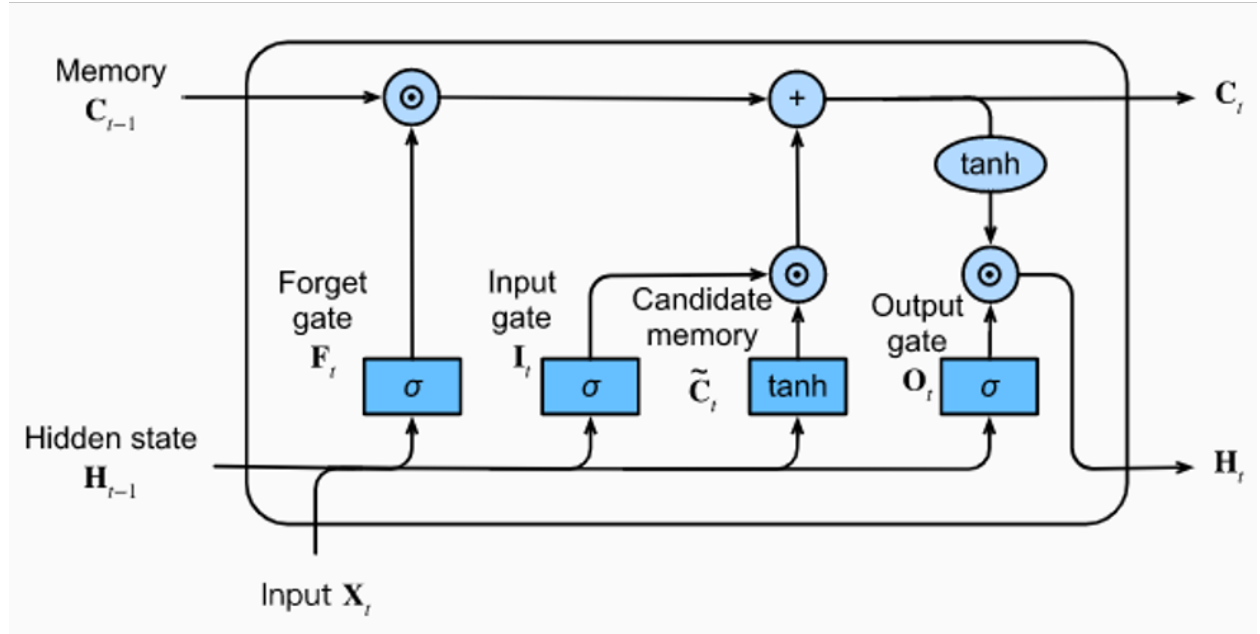 Memory
C_{t−1}
⊙
+
C_t
tanh
Forget
gate
F_t
Input
gate
I_t
Candidate
memory
C̃_t
⊙
Output
gate
O_t
⊙
σ
σ
tanh
σ
Hidden state
H_{t−1}
H_t
Input X_t